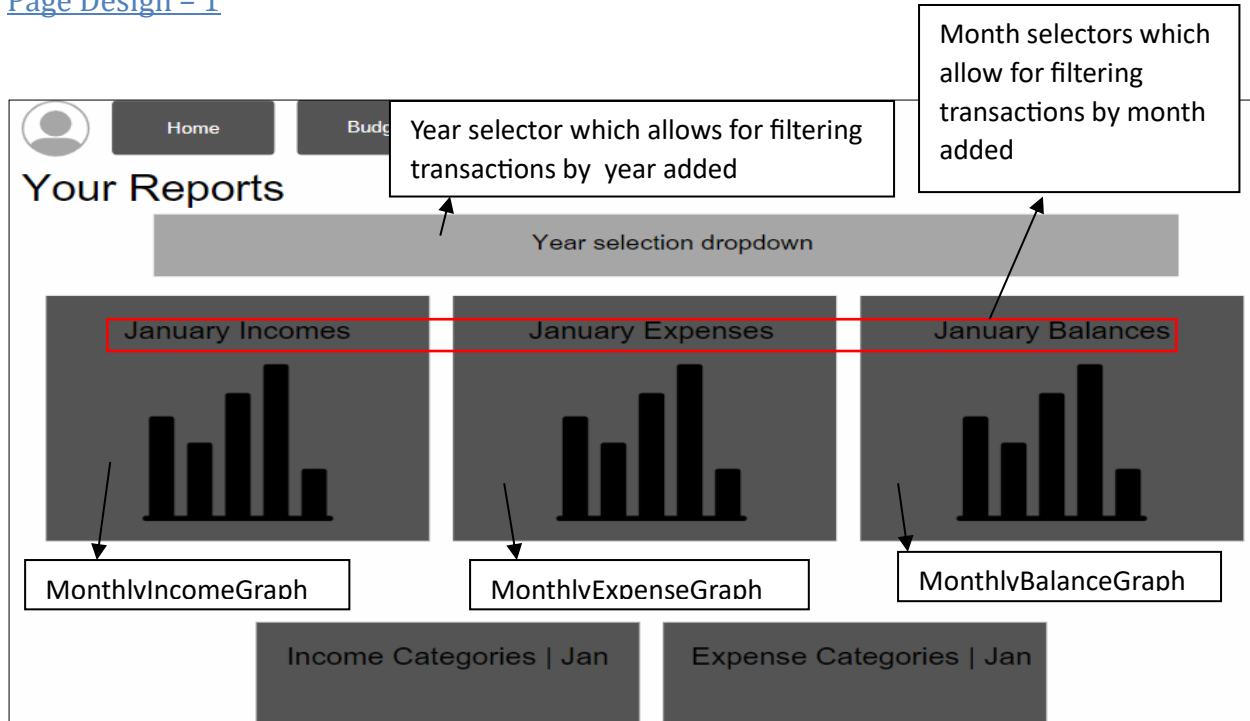 Page Design – 1
Month selectors which
allow for filtering
transactions by month
added
Home
Budg
Year selector which allows for filtering
transactions by year added
Your Reports
Year selection dropdown
January Incomes
January Expenses
January Balances
MonthlyIncomeGraph
MonthlyExpenseGraph
MonthlyBalanceGraph
Income Categories | Jan
Expense Categories | Jan